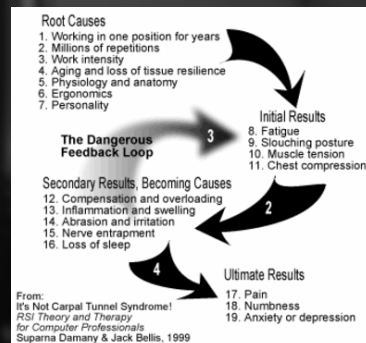 Root Causes
1. Working in one position for years
2. Millions of repetitions
3. Work intensity
4. Aging and loss of tissue resilience
5. Physiology and anatomy
6. Ergonomics
7. Personality
The Dangerous
Feedback Loop
3
Initial Results
8. Fatigue
9. Slouching posture
10. Muscle tension
11. Chest compression
2
Secondary Results, Becoming Causes
12. Compensation and overloading
13. Inflammation and swelling
14. Abrasion and irritation
15. Nerve entrapment
16. Loss of sleep
4
Ultimate Results
17. Pain
18. Numbness
19. Anxiety or depression
From:
It's Not Carpal Tunnel Syndrome!
RSI Theory and Therapy
for Computer Professionals
Suparna Damany & Jack Bellis, 1999